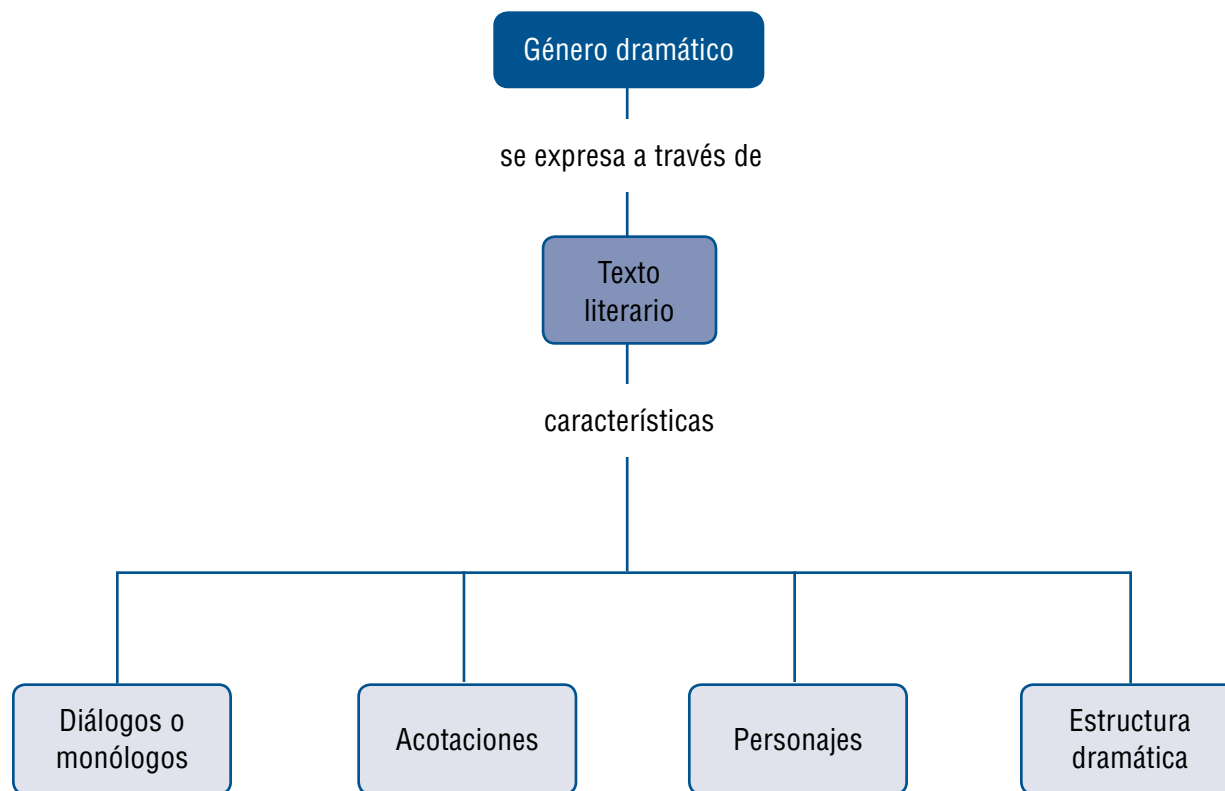 Género dramático
se expresa a través de
Texto
literario
características
Diálogos o
monólogos
Acotaciones
Personajes
Estructura
dramática